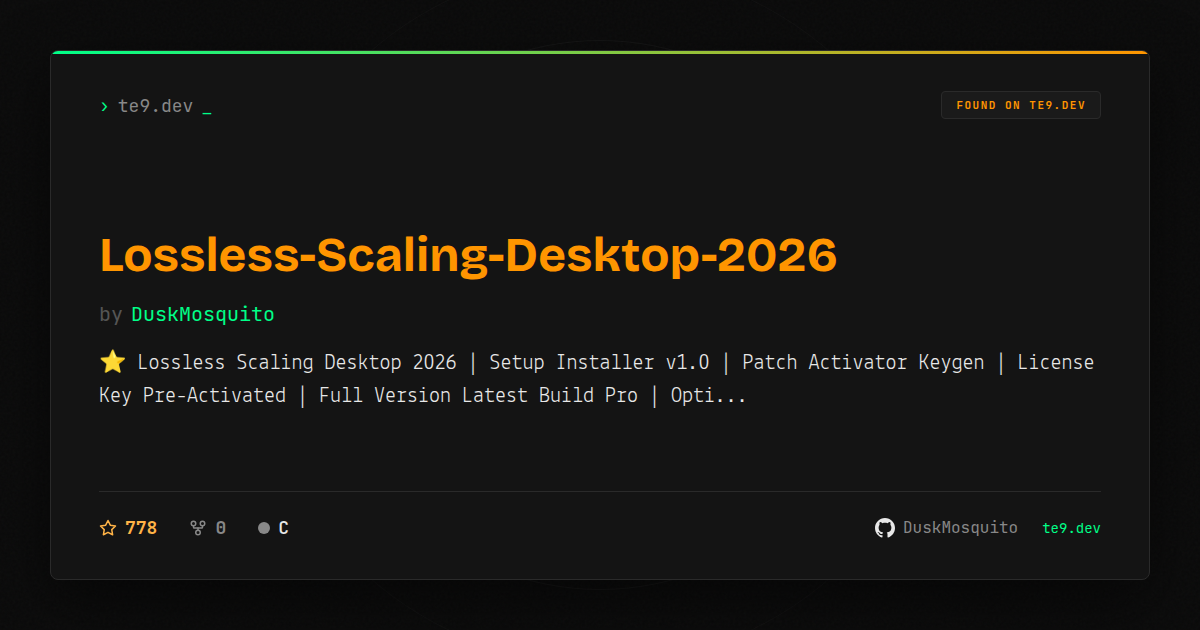 › te9.dev _
FOUND ON TE9.DEV
Lossless-Scaling-Desktop-2026
by DuskMosquito
⭐ Lossless Scaling Desktop 2026 | Setup Installer v1.0 | Patch Activator Keygen | License
Key Pre-Activated | Full Version Latest Build Pro | Opti...
778 0 C
DuskMosquito te9.dev